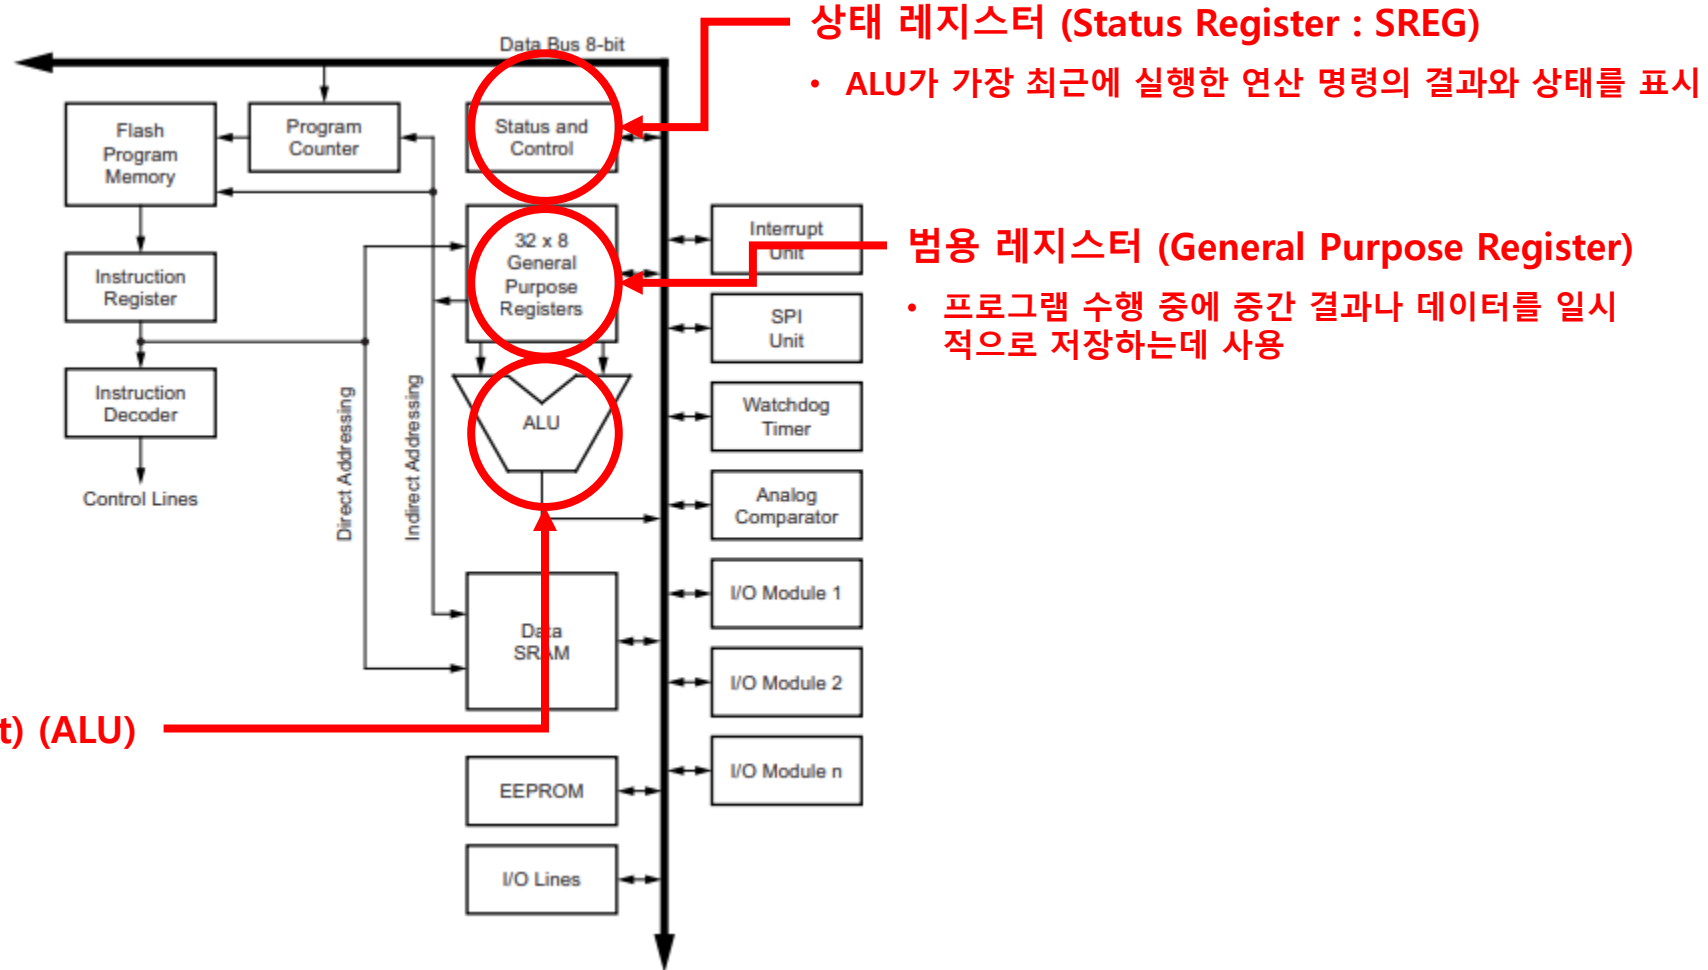 상태 레지스터 (Status Register : SREG)
• ALU가 가장 최근에 실행한 연산 명령의 결과와 상태를 표시
Data Bus 8-bit
Flash
Program
Memory
Program
Counter
Status and
Control
32 x 8
General
Purpose
Registers
Interrupt
Unit
범용 레지스터 (General Purpose Register)
• 프로그램 수행 중에 중간 결과나 데이터를 일시
적으로 저장하는데 사용
Instruction
Register
SPI
Unit
Instruction
Decoder
Direct Addressing
Indirect Addressing
ALU
Watchdog
Timer
Control Lines
Analog
Comparator
I/O Module 1
Data
SRAM
I/O Module 2
t) (ALU)
I/O Module n
EEPROM
I/O Lines